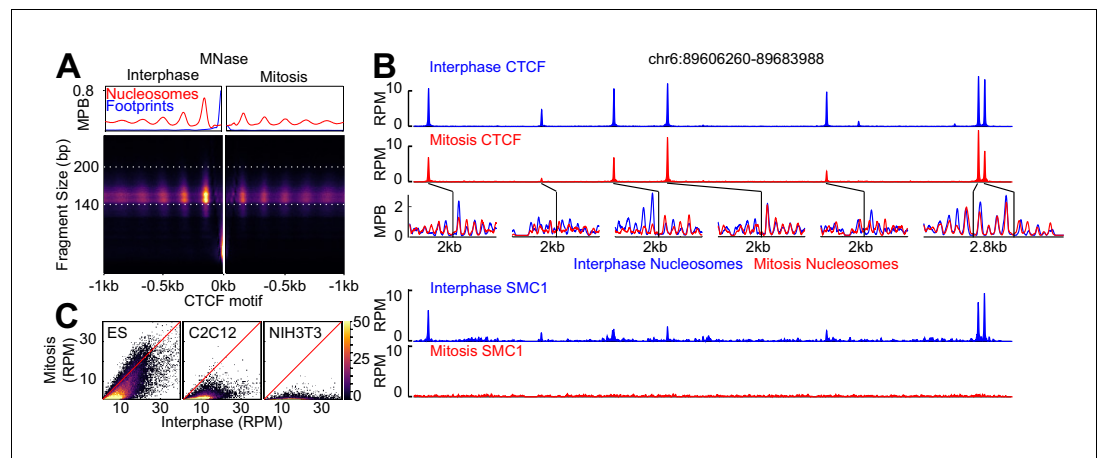 A
MNase
Interphase
Mitosis
0.8
MPB
Nucleosomes
Footprints
Fragment Size (bp)
200
140
-1kb
-0.5kb
0kb
-0.5kb
-1kb
CTCF motif
B
chr6:89606260-89683988
Interphase CTCF
RPM
10
0
Mitosis CTCF
RPM
10
0
MPB
2
0
2kb
2kb
2kb
2kb
2kb
2.8kb
Interphase Nucleosomes
Mitosis Nucleosomes
Interphase SMC1
RPM
10
0
Mitosis SMC1
RPM
10
0
C
Mitosis
(RPM)
30
10
ES
C2C12
NIH3T3
50
25
0
10
30
10
30
10
30
Interphase (RPM)